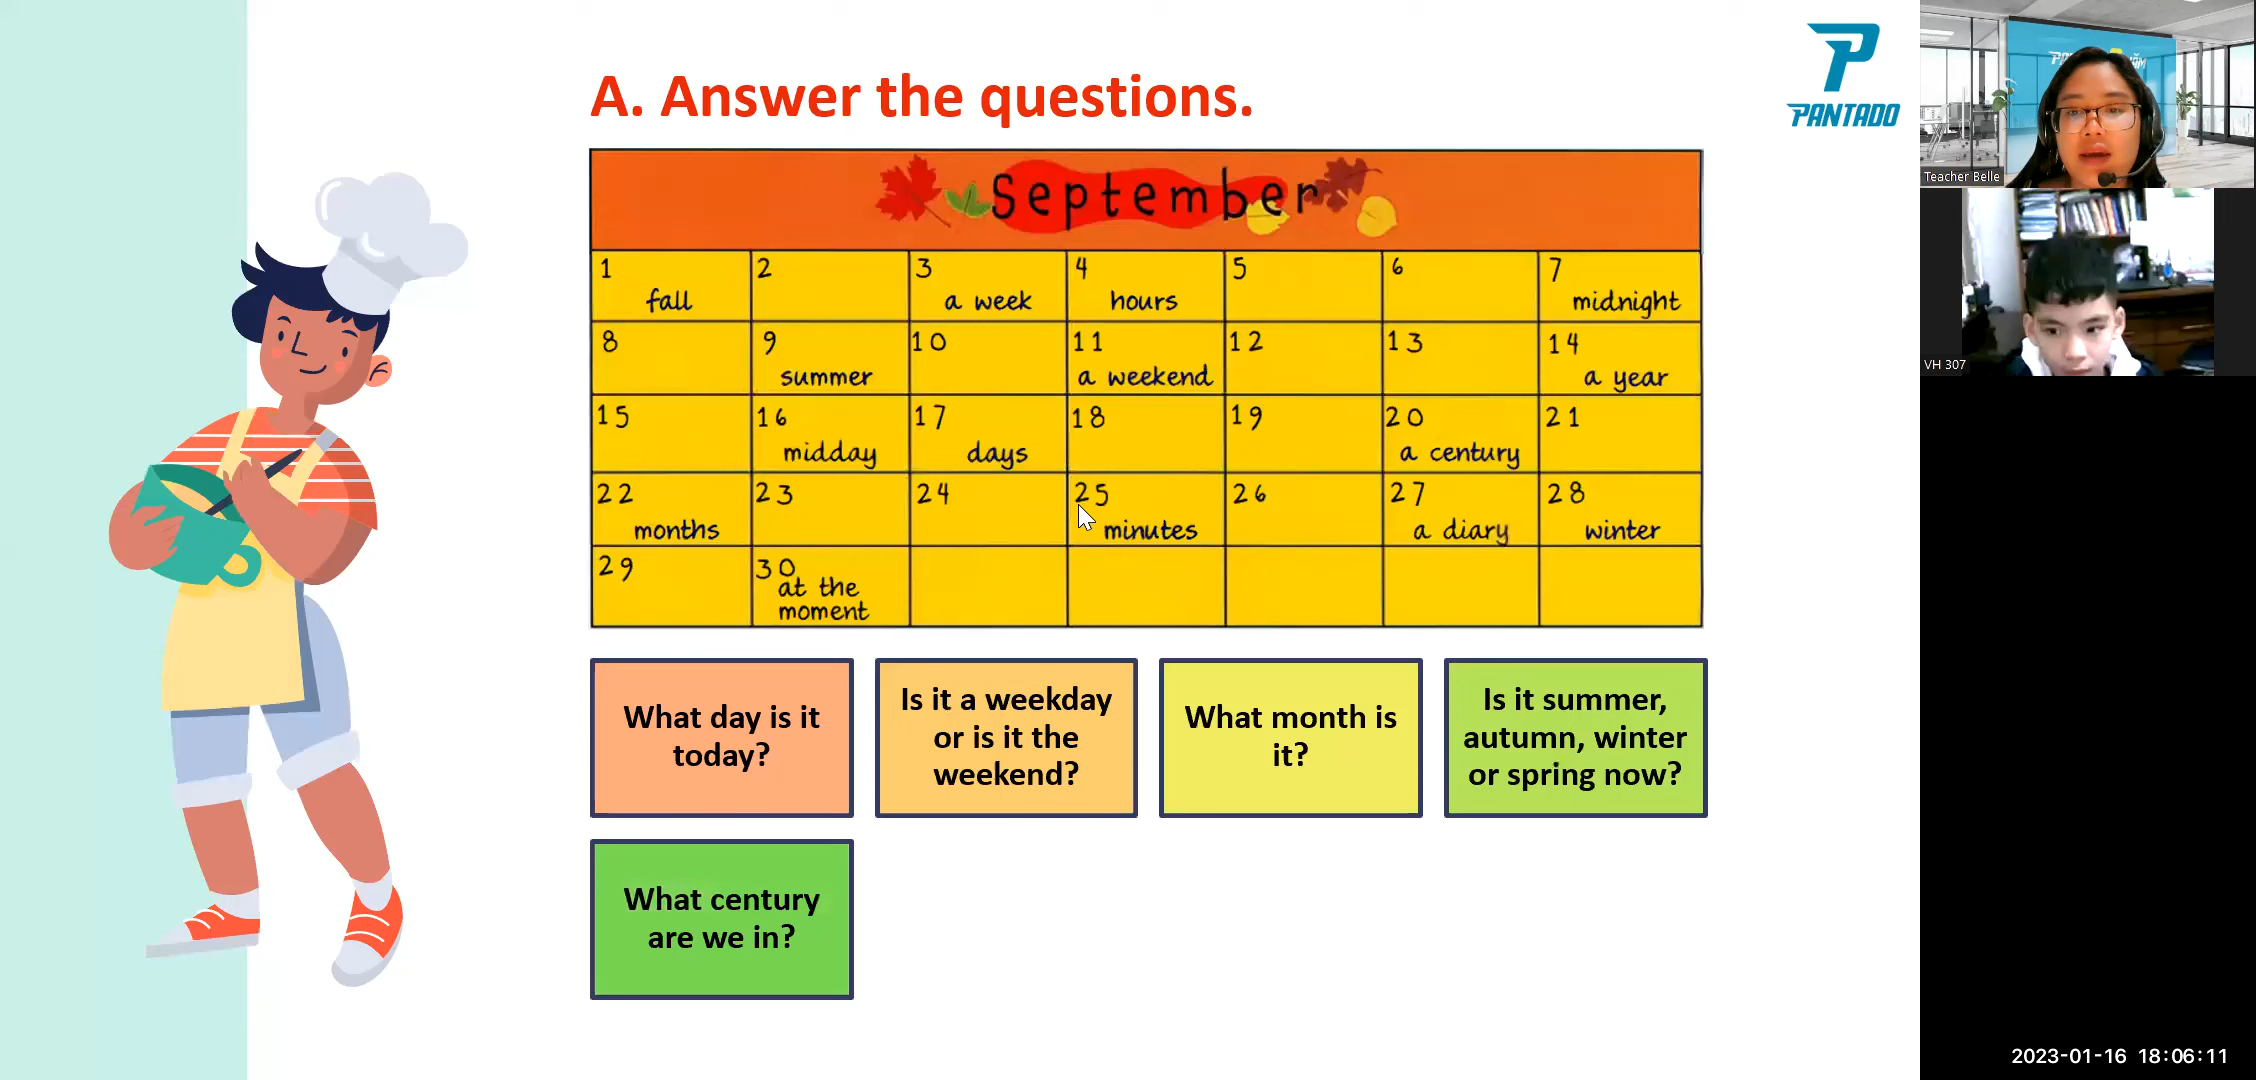 A. Answer the questions.
PANTADO
Teacher Belle
VH 307
September
1 2 3 4 5 6 7
fall a week hours midnight
8 9 10 11 12 13 14
summer a weekend a year
15 16 17 18 19 20 21
midday days a century
22 23 24 25 26 27 28
months minutes a diary winter
29 30
at the
moment
What day is it
today?
Is it a weekday
or is it the
weekend?
What month is
it?
Is it summer,
autumn, winter
or spring now?
What century
are we in?
2023-01-16 18:06:11